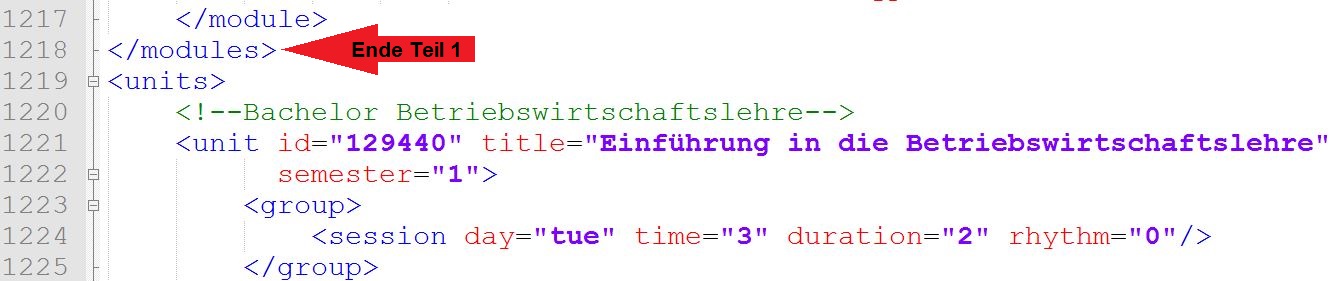 1217 </module>
1218 </modules> Ende Teil 1
1219 <units>
1220 <!--Bachelor Betriebswirtschaftslehre-->
1221 <unit id="129440" title="Einführung in die Betriebswirtschaftslehre"
1222 semester="1">
1223 <group>
1224 <session day="tue" time="3" duration="2" rhythm="0"/>
1225 </group>